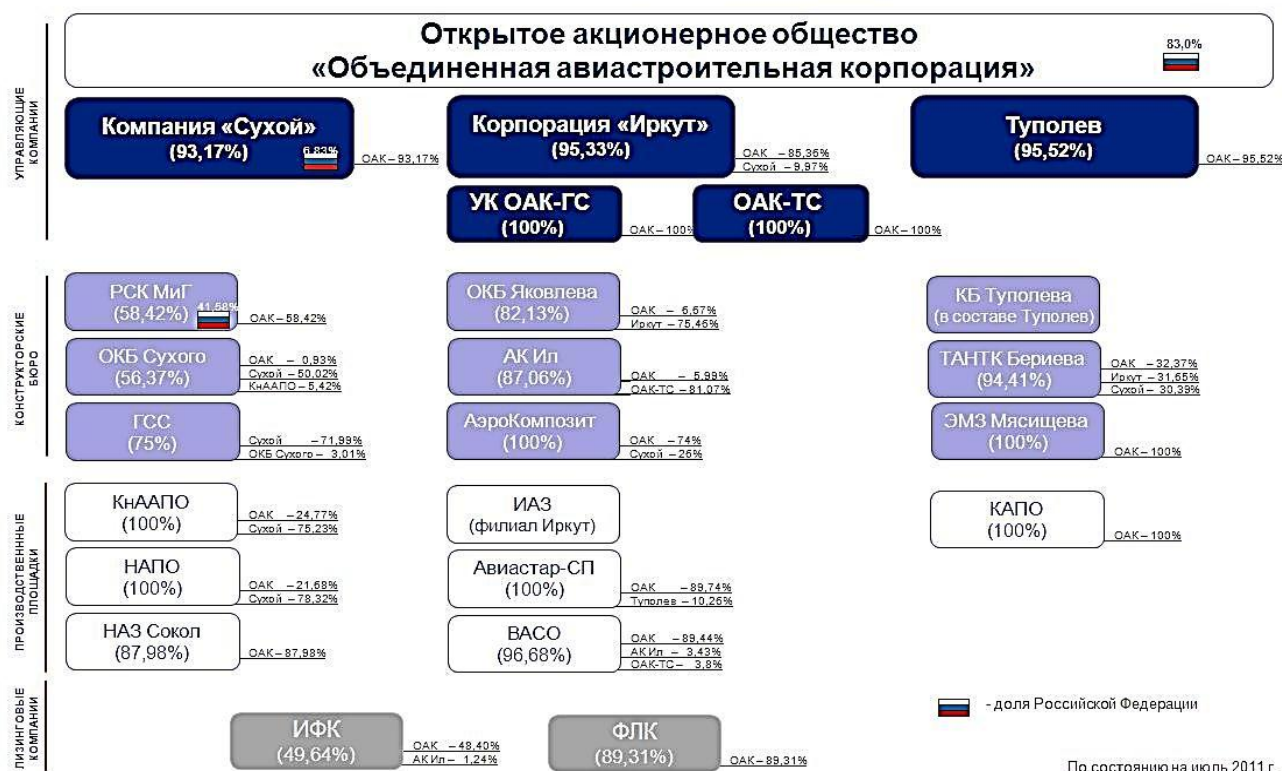 Открытое акционерное общество
«Объединенная авиастроительная корпорация»
83,0%
УПРАВЛЯЮЩИЕ
КОМПАНИИ
Компания «Сухой»
(93,17%)
6,83%
ОАК – 93,17%
Корпорация «Иркут»
(95,33%)
ОАК – 85,36%
Сухой – 9,97%
Туполев
(95,52%)
ОАК – 95,52%
УК ОАК-ГС
(100%)
ОАК – 100%
ОАК-ТС
(100%)
ОАК – 100%
КОНСТРУКТОРСКИЕ
БЮРО
РСК МиГ
(58,42%)
41,58%
ОАК – 58,42%
ОКБ Яковлева
(82,13%)
ОАК – 6,67%
Иркут – 75,46%
КБ Туполева
(в составе Туполев)
ОКБ Сухого
(56,37%)
ОАК – 0,93%
Сухой – 50,02%
КнААПО – 5,42%
АК Ил
(87,06%)
ОАК – 5,99%
ОАК-ТС – 81,07%
ТАНТК Бериева
(94,41%)
ОАК – 32,37%
Иркут – 31,65%
Сухой – 30,39%
ГСС
(75%)
Сухой – 71,99%
ОКБ Сухого – 3,01%
АэроКомпозит
(100%)
ОАК – 74%
Сухой – 26%
ЭМЗ Мясищева
(100%)
ОАК – 100%
ПРОИЗВОДСТВЕННЫЕ
ПЛОЩАДКИ
КнААПО
(100%)
ОАК – 24,77%
Сухой – 75,23%
ИАЗ
(филиал Иркут)
КАПО
(100%)
ОАК – 100%
НАПО
(100%)
ОАК – 21,68%
Сухой – 78,32%
Авиастар-СП
(100%)
ОАК – 89,74%
Туполев – 10,26%
НАЗ Сокол
(87,98%)
ОАК – 87,98%
ВАСО
(96,68%)
ОАК – 89,44%
АК Ил – 3,43%
ОАК-ТС – 3,8%
ЛИЗИНГОВЫЕ
КОМПАНИИ
ИФК
(49,64%)
ОАК – 48,40%
АК Ил – 1,24%
ФЛК
(89,31%)
ОАК – 89,31%
- доля Российской Федерации
По состоянию на июль 2011 г.